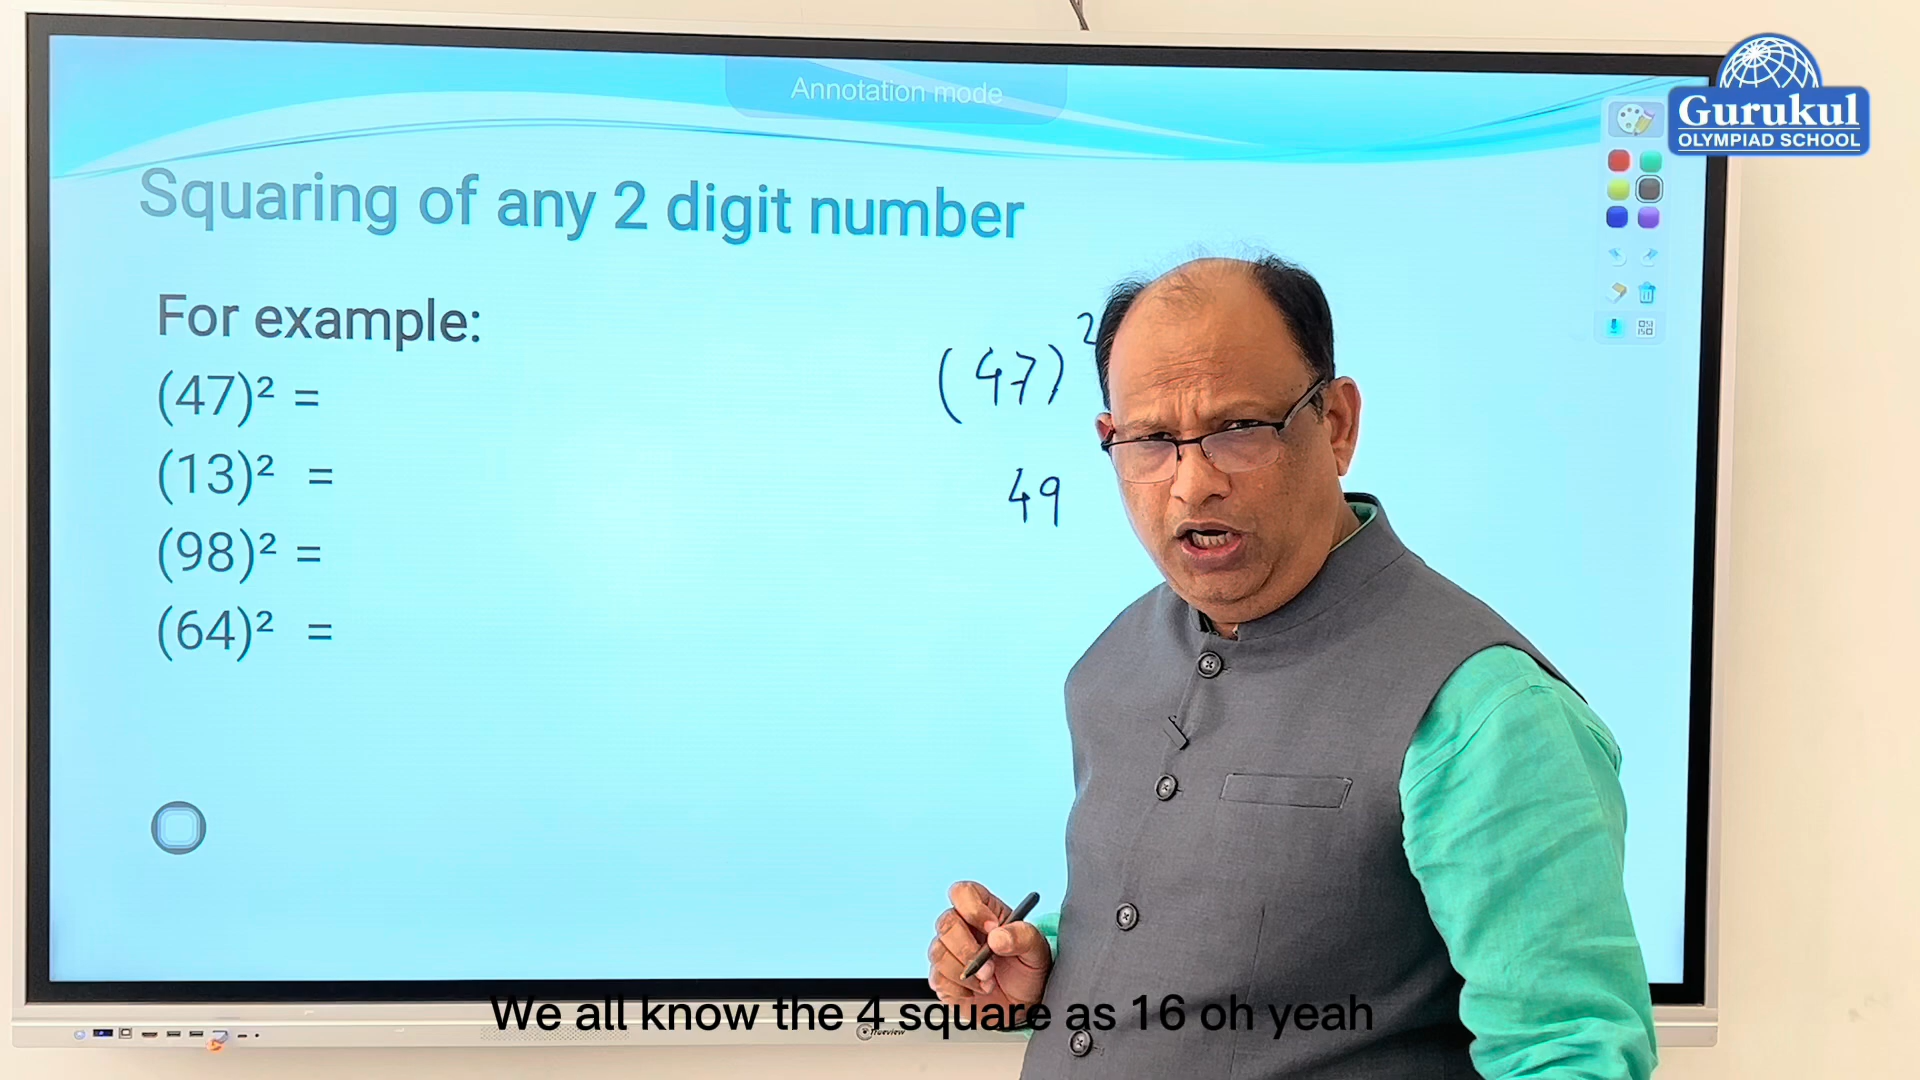 Annotation mode
Gurukul
OLYMPIAD SCHOOL
Squaring of any 2 digit number
For example:
(47)² =
(13)² =
(98)² =
(64)² =
(47)²
49
We all know the 4 square as 16 oh yeah
Trueview